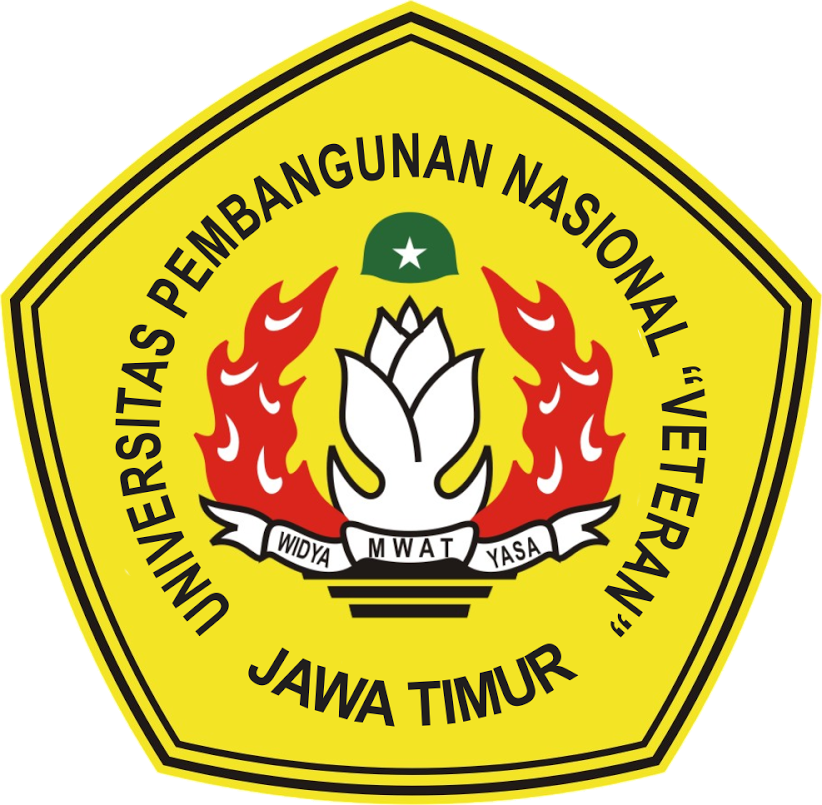 UNIVERSITAS PEMBANGUNAN NASIONAL “VETERAN”
WIDYA MWAT YASA
JAWA TIMUR